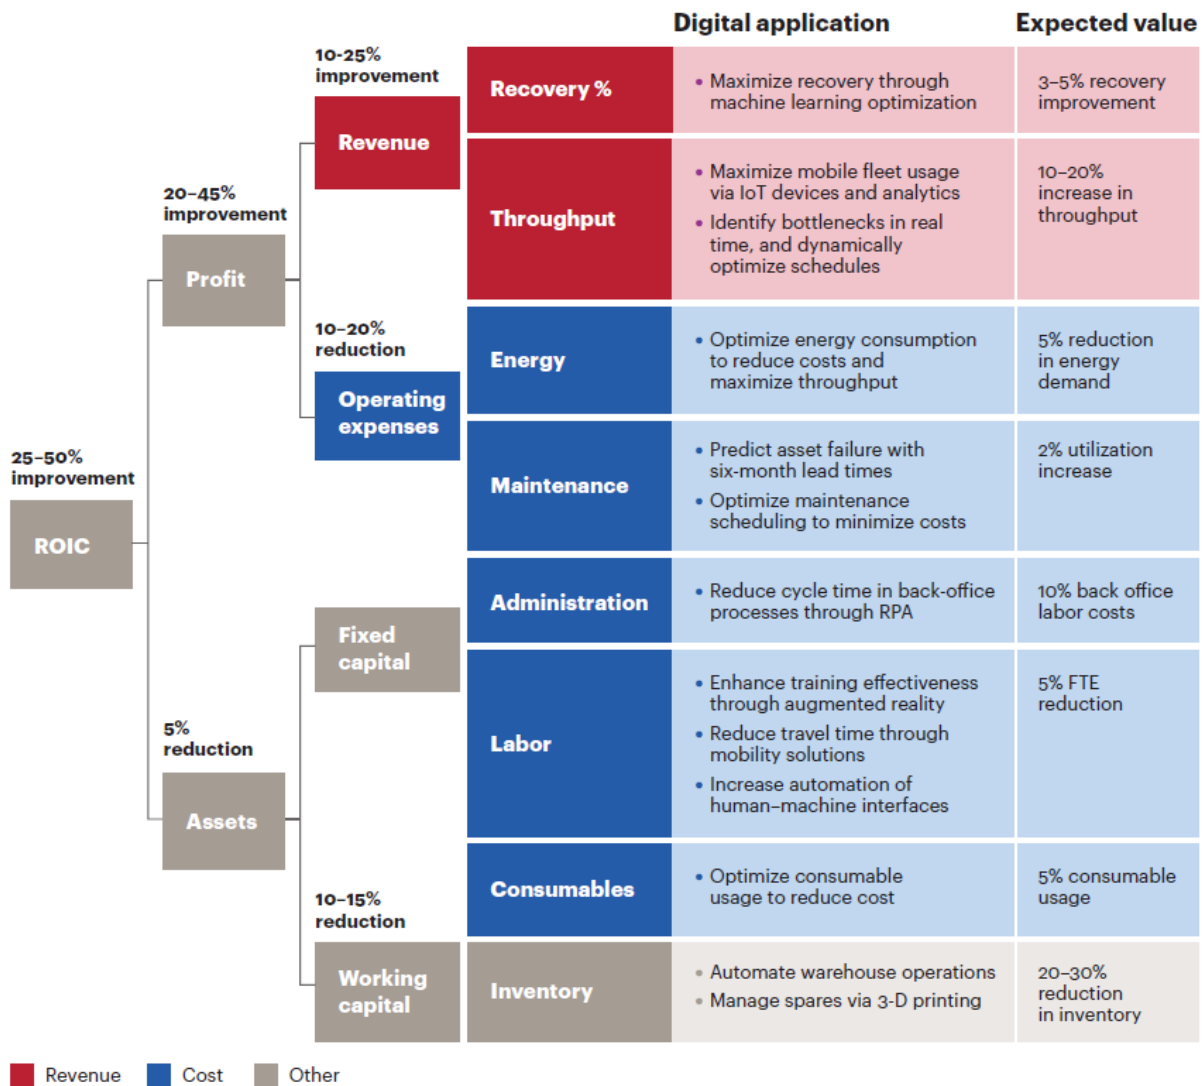 Digital application
Expected value
25–50%
improvement
ROIC
20–45%
improvement
Profit
5%
reduction
Assets
10-25%
improvement
Revenue
10–20%
reduction
Operating
expenses
Fixed
capital
10–15%
reduction
Working
capital
Recovery %
• Maximize recovery through
machine learning optimization
3–5% recovery
improvement
Throughput
• Maximize mobile fleet usage
via IoT devices and analytics
• Identify bottlenecks in real
time, and dynamically
optimize schedules
10–20%
increase in
throughput
Energy
• Optimize energy consumption
to reduce costs and
maximize throughput
5% reduction
in energy
demand
Maintenance
• Predict asset failure with
six-month lead times
• Optimize maintenance
scheduling to minimize costs
2% utilization
increase
Administration
• Reduce cycle time in back-office
processes through RPA
10% back office
labor costs
Labor
• Enhance training effectiveness
through augmented reality
• Reduce travel time through
mobility solutions
• Increase automation of
human–machine interfaces
5% FTE
reduction
Consumables
• Optimize consumable
usage to reduce cost
5% consumable
usage
Inventory
• Automate warehouse operations
• Manage spares via 3-D printing
20–30%
reduction
in inventory
Revenue
Cost
Other